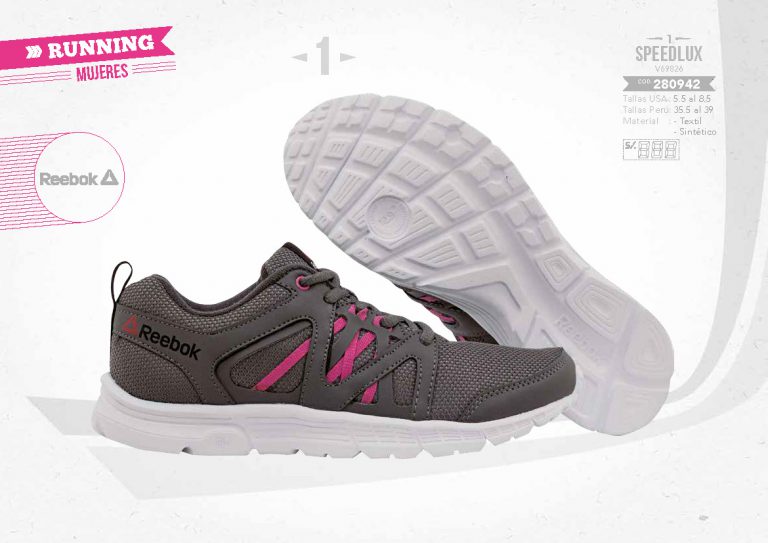 RUNNING
MUJERES
1
1
SPEEDLUX
V69826
COD 280942
Tallas USA: 5.5 al 8.5
Tallas Perú: 35.5 al 39
Material : - Textil
- Sintético
S/.
Reebok
Reebok